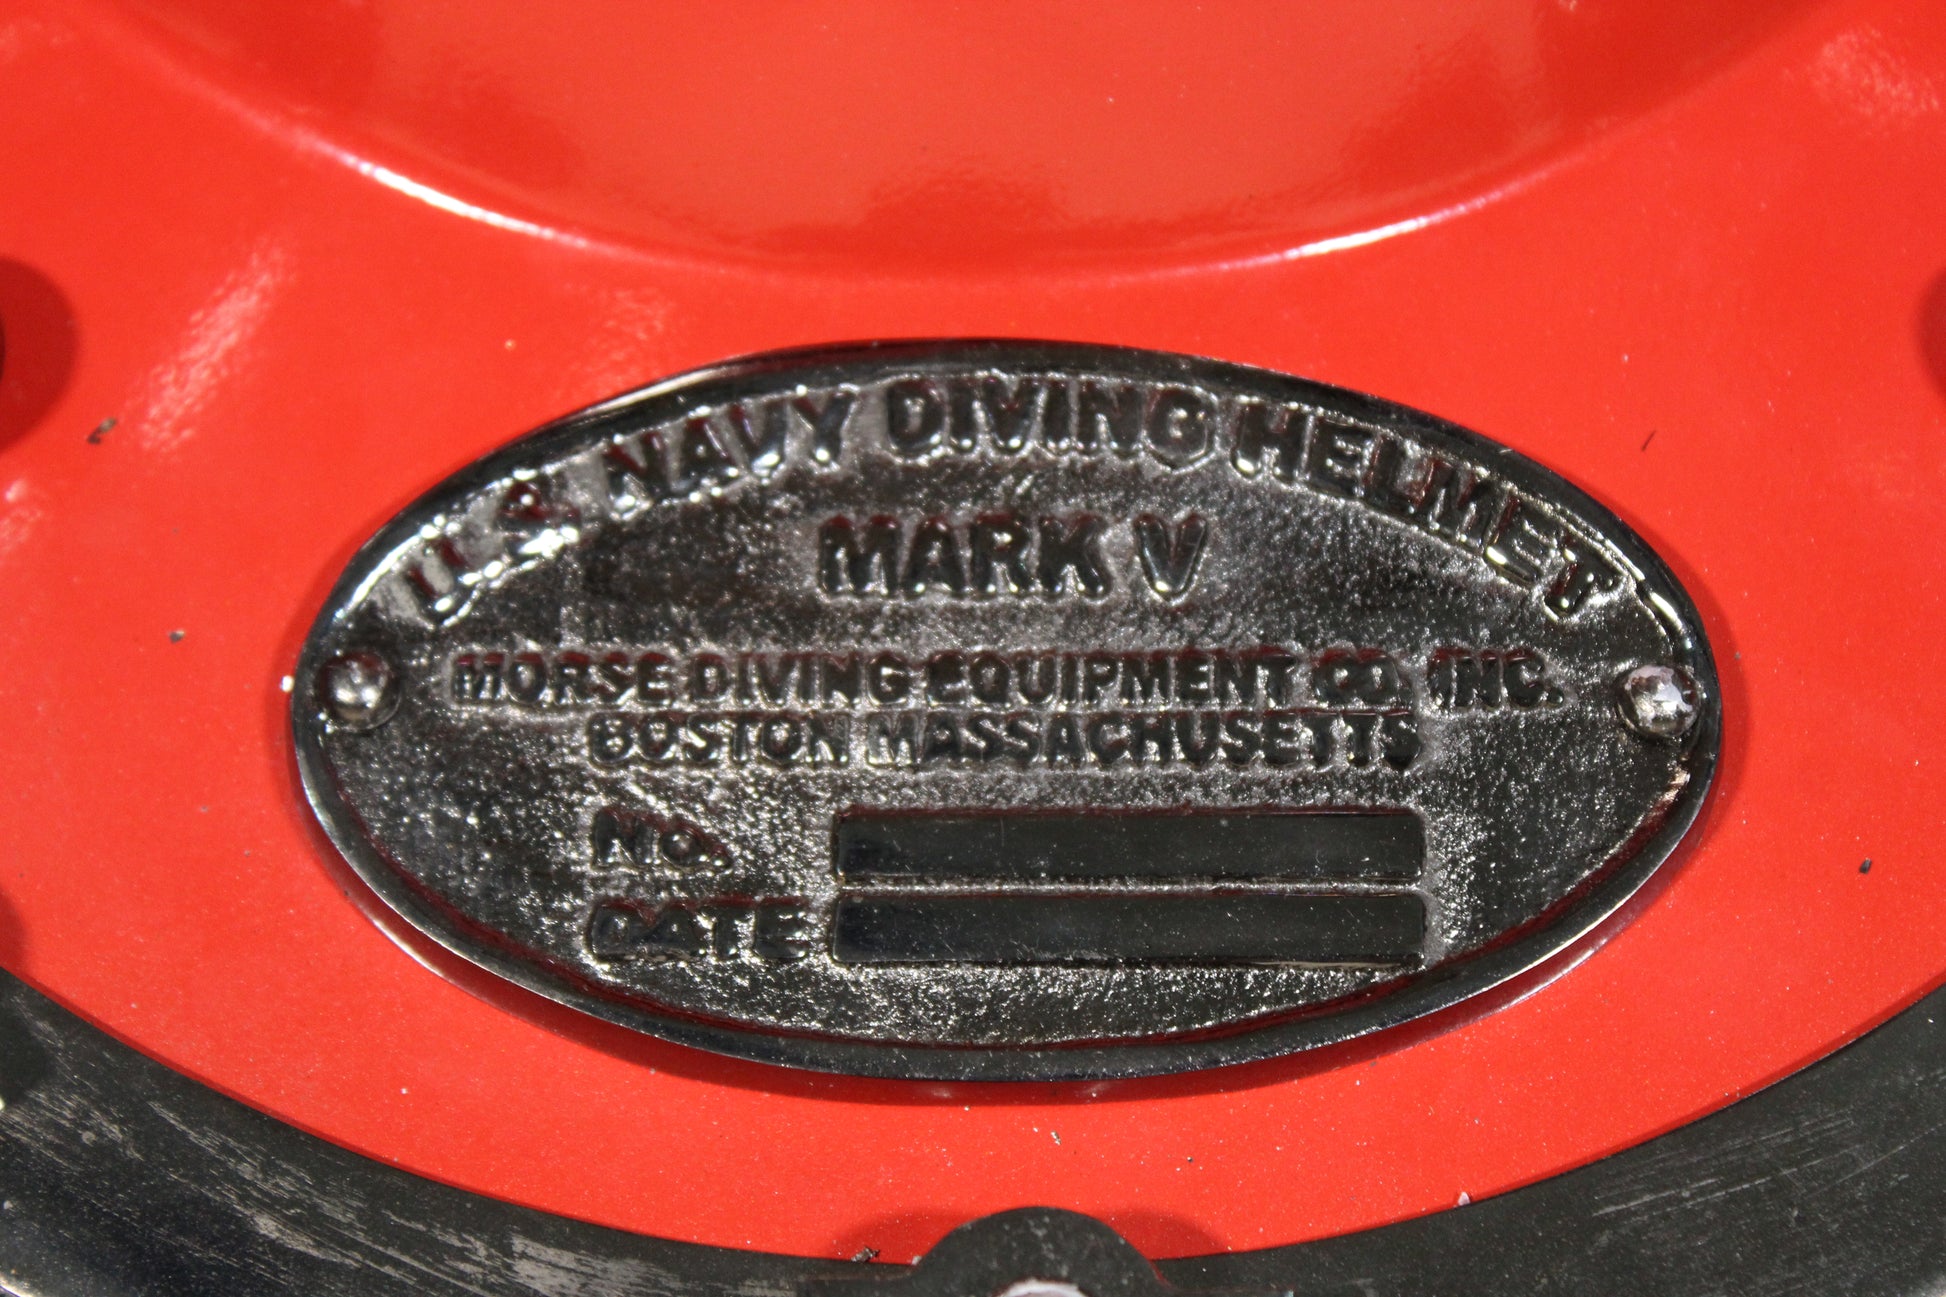 U.S. NAVY DIVING HELMET
MARK V
MORSE DIVING EQUIPMENT CO. INC.
BOSTON MASSACHUSETTS
NO.
DATE